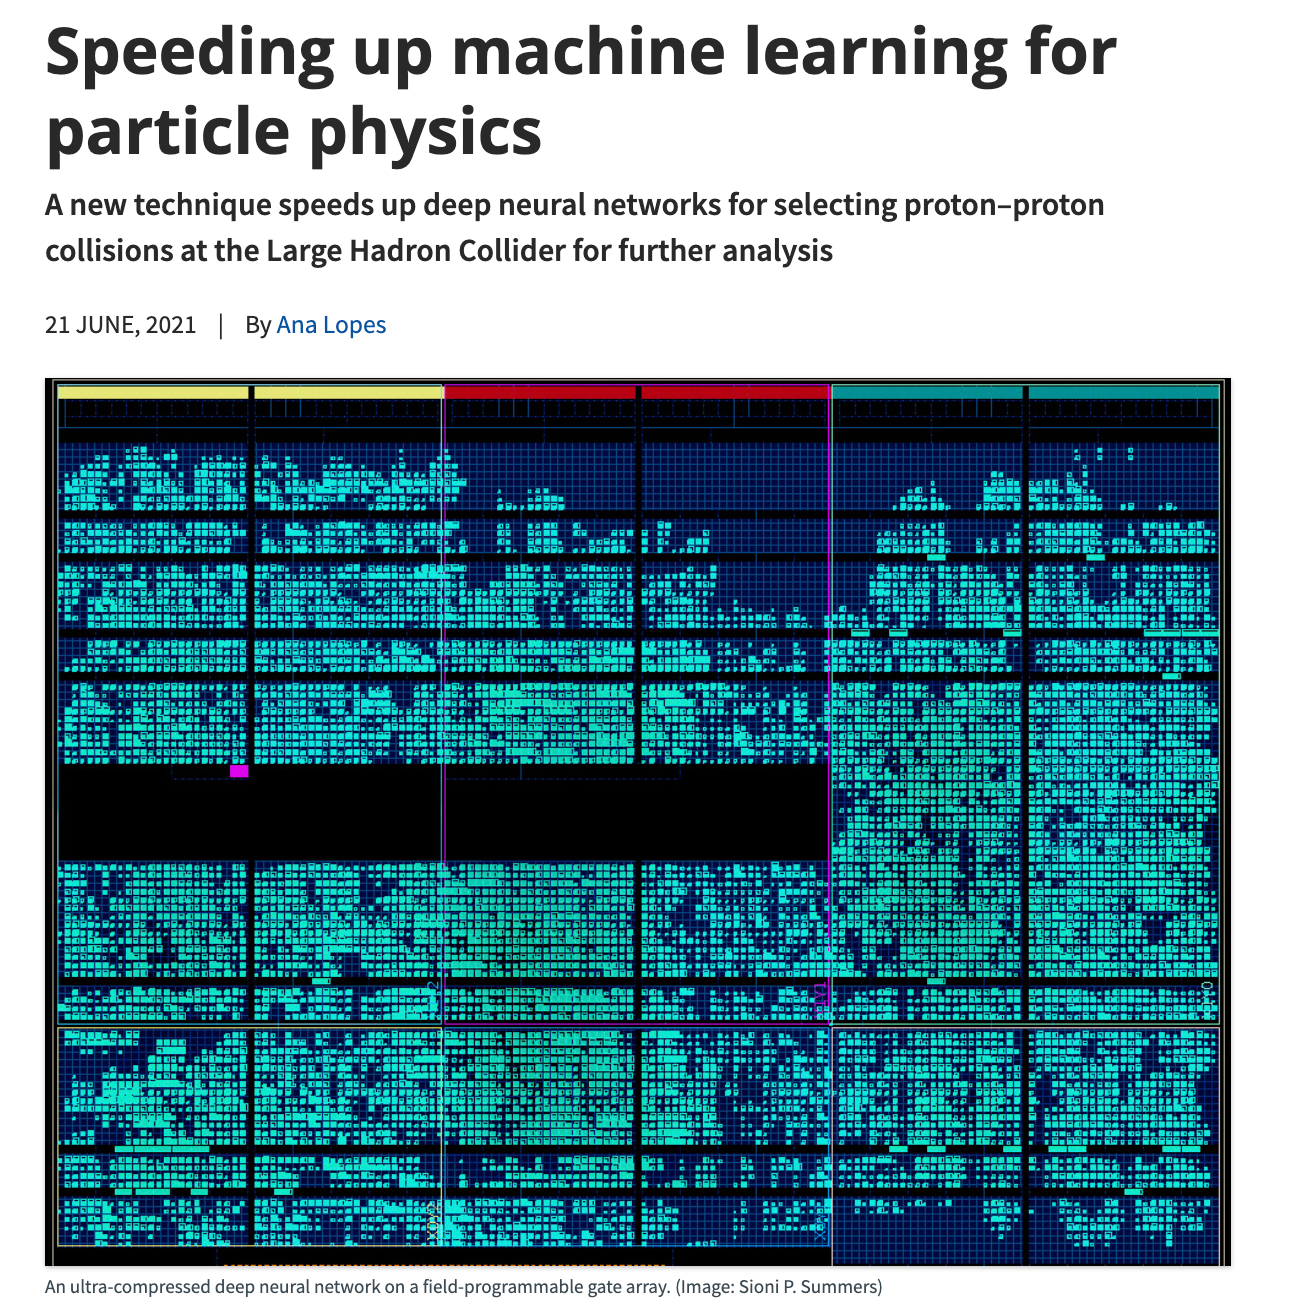 Speeding up machine learning for
particle physics
A new technique speeds up deep neural networks for selecting proton–proton
collisions at the Large Hadron Collider for further analysis
21 JUNE, 2021 | By Ana Lopes
An ultra-compressed deep neural network on a field-programmable gate array. (Image: Sioni P. Summers)